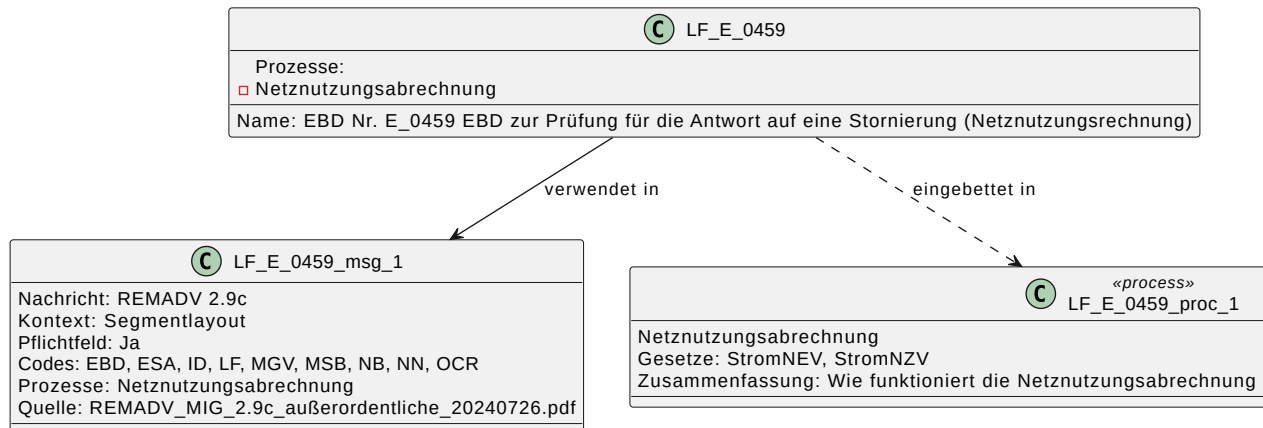 C LF_E_0459
Prozesse:
Netznutzungsabrechnung
Name: EBD Nr. E_0459 EBD zur Prüfung für die Antwort auf eine Stornierung (Netznutzungsrechnung)
verwendet in
eingebettet in
C LF_E_0459_msg_1
Nachricht: REMADV 2.9c
Kontext: Segmentlayout
Pflichtfeld: Ja
Codes: EBD, ESA, ID, LF, MGV, MSB, NB, NN, OCR
Prozesse: Netznutzungsabrechnung
Quelle: REMADV_MIG_2.9c_außerordentliche_20240726.pdf
«process»
C LF_E_0459_proc_1
Netznutzungsabrechnung
Gesetze: StromNEV, StromNZV
Zusammenfassung: Wie funktioniert die Netznutzungsabrechnung